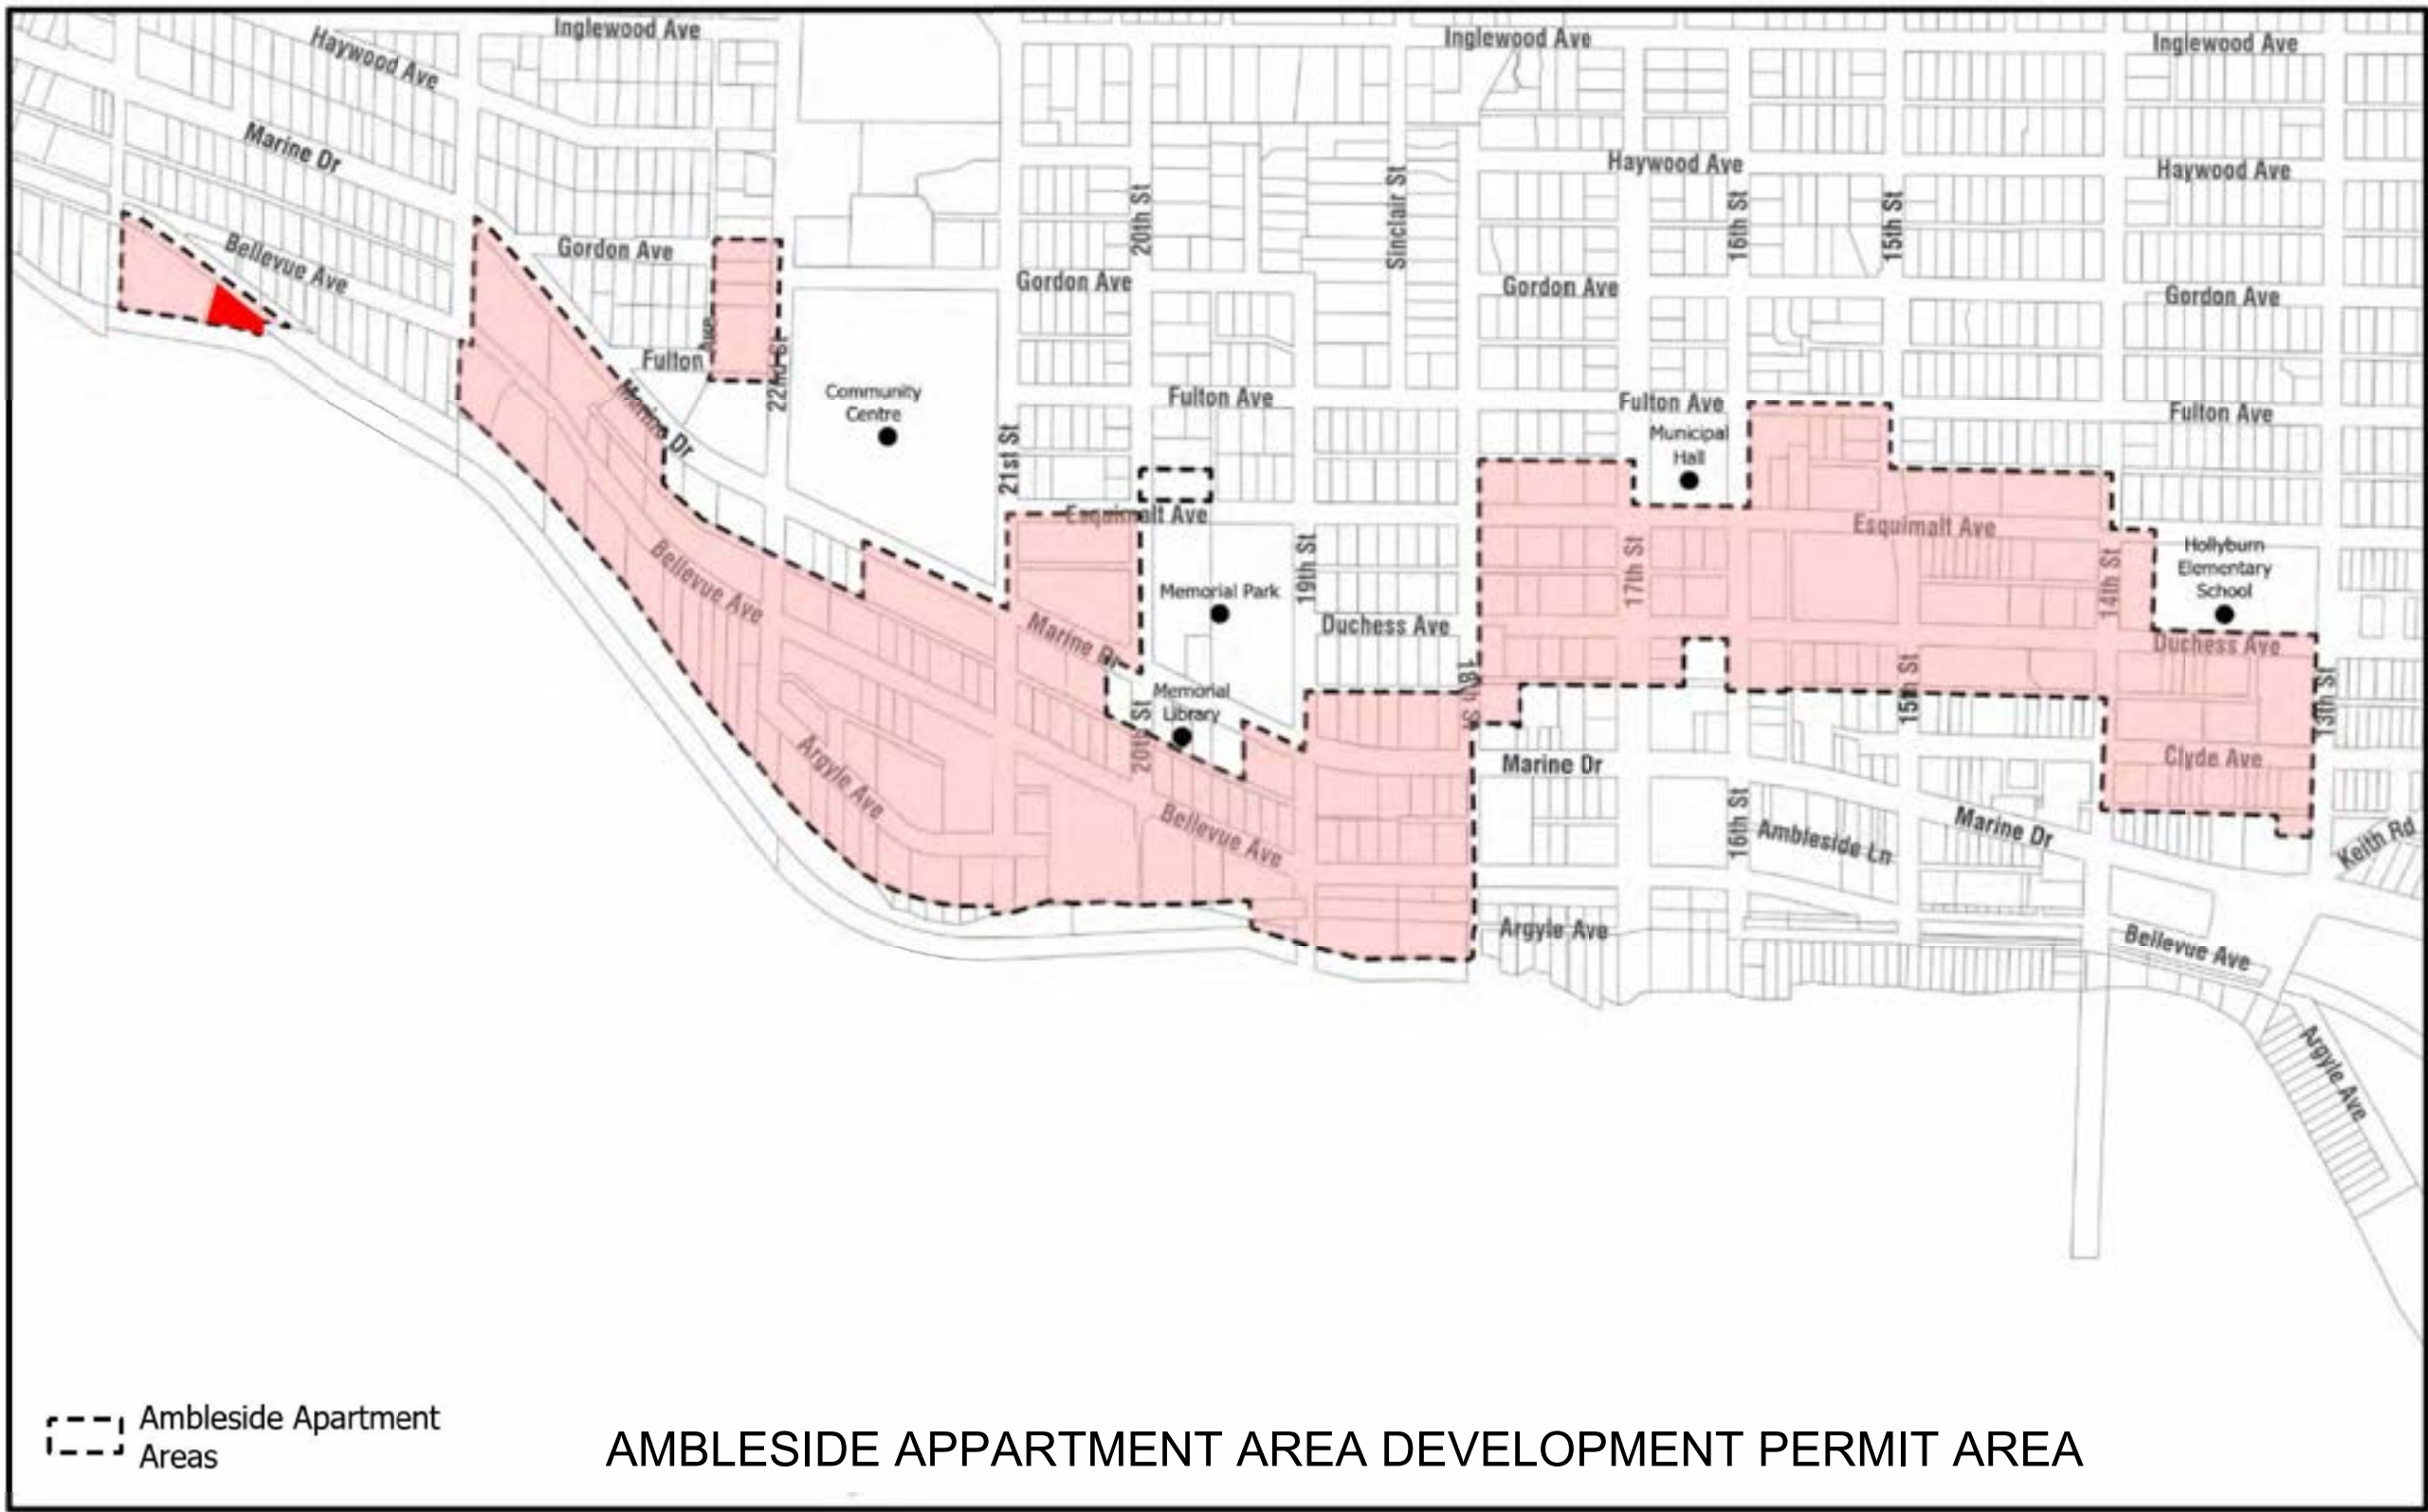 Inglewood Ave
Inglewood Ave
Inglewood Ave
Haywood Ave
Marine Dr
Haywood Ave
Haywood Ave
20th St
Sinclair St
16th St
15th St
Bellevue Ave
Gordon Ave
Gordon Ave
Gordon Ave
Gordon Ave
Fulton Ave
22nd St
Marine Dr
Community
Centre
21st St
Fulton Ave
Fulton Ave
Fulton Ave
Municipal
Hall
Esquimalt Ave
Esquimalt Ave
Bellevue Ave
Memorial Park
19th St
17th St
14th St
Hollyburn
Elementary
School
Marine Dr
Duchess Ave
Duchess Ave
18th St
15th St
13th St
Memorial
Library
20th St
Argyle Ave
Bellevue Ave
Marine Dr
16th St
Ambleside Ln
Marine Dr
Clyde Ave
Keith Rd
Argyle Ave
Bellevue Ave
Argyle Ave
Ambleside Apartment
Areas
AMBLESIDE APPARTMENT AREA DEVELOPMENT PERMIT AREA